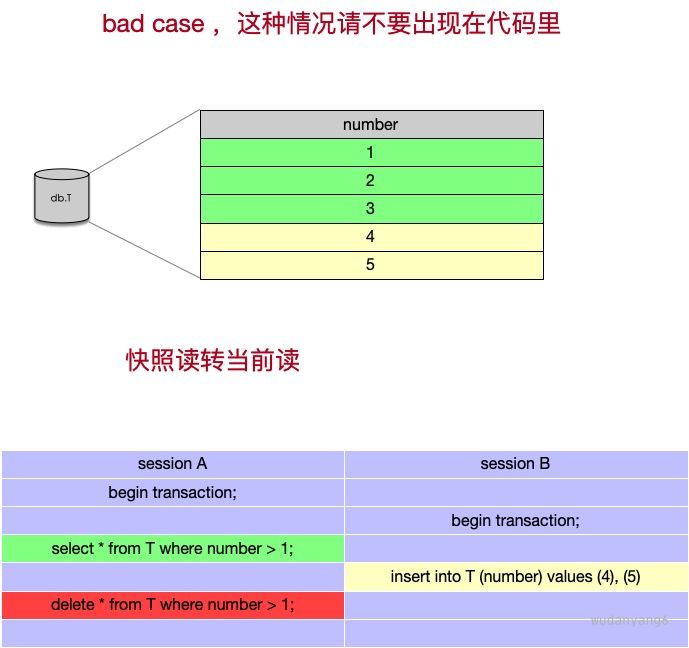 bad case ，这种情况请不要出现在代码里
number
1
db.T
2
3
4
5
快照读转当前读
session A session B
begin transaction;
begin transaction;
select * from T where number > 1;
insert into T (number) values (4), (5)
delete * from T where number > 1;
wudanyang6